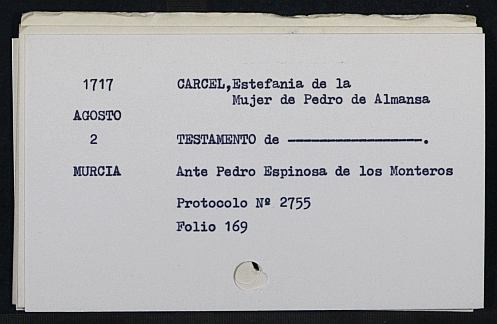 1717 CARCEL,Estefania de la
Mujer de Pedro de Almansa
AGOSTO
2 TESTAMENTO de ------------------.
MURCIA Ante Pedro Espinosa de los Monteros
Protocolo Nº 2755
Folio 169